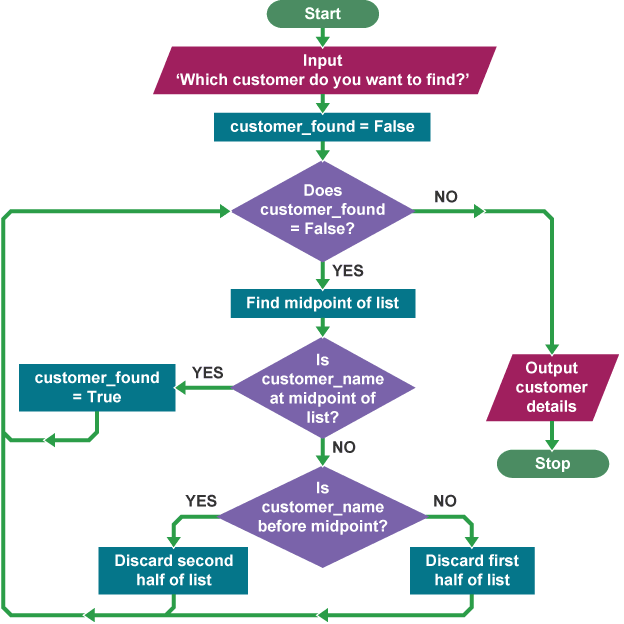 Start
Input
‘Which customer do you want to find?’
customer_found = False
Does
customer_found
= False?
NO
YES
Find midpoint of list
Is
customer_name
at midpoint of
list?
YES
customer_found
= True
Output
customer
details
NO
Stop
Is
customer_name
before midpoint?
YES
NO
Discard second
half of list
Discard first
half of list